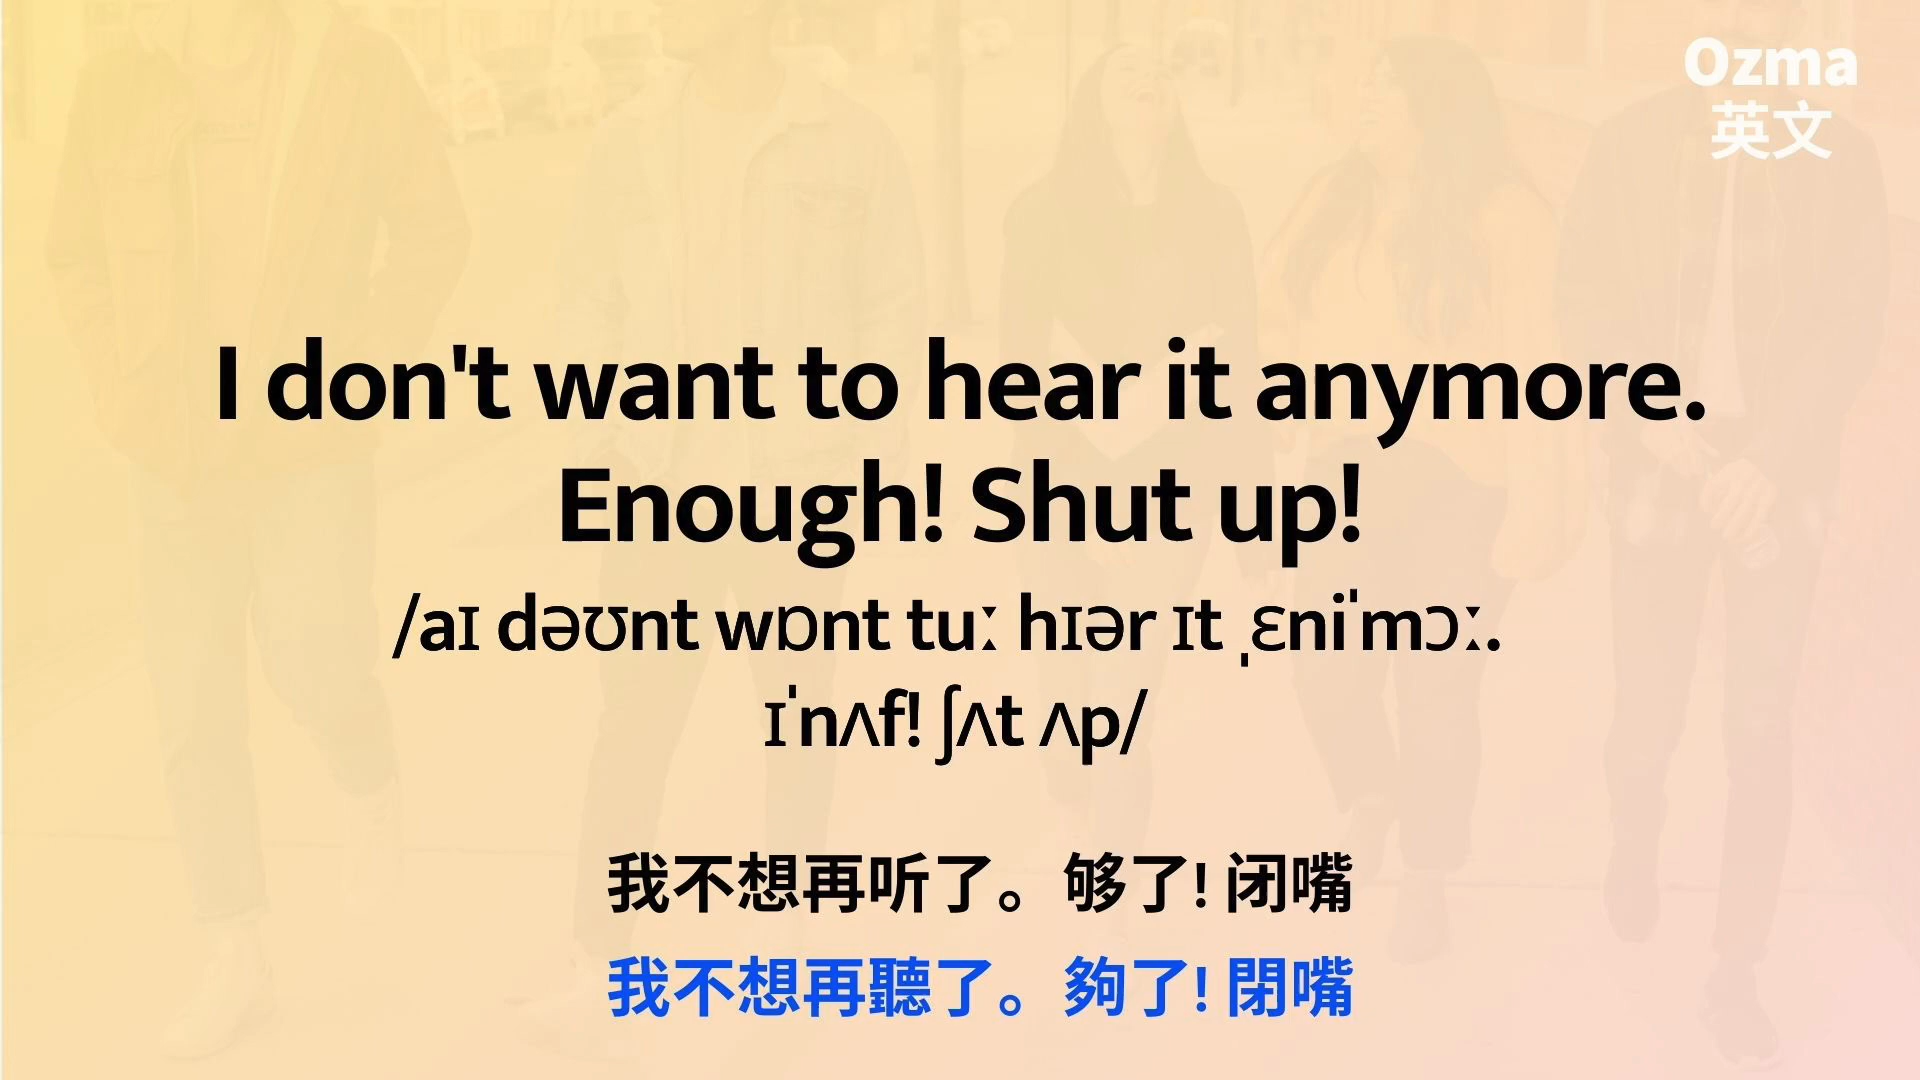 Ozma
英文
I don't want to hear it anymore.
Enough! Shut up!
/aɪ dəʊnt wɒnt tuː hɪər ɪt ˌɛniˈmɔː.
ɪˈnʌf! ʃʌt ʌp/
我不想再听了。够了! 闭嘴
我不想再聽了。夠了! 閉嘴